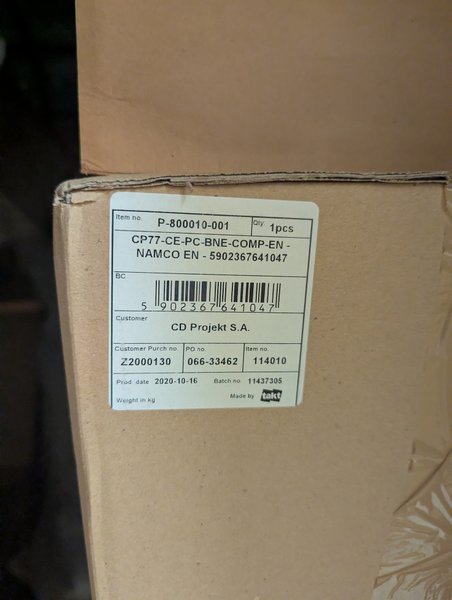 Item no. P-800010-001 Qty 1pcs
CP77-CE-PC-BNE-COMP-EN -
NAMCO EN - 5902367641047
BC
5 902367 641047
Customer
CD Projekt S.A.
Customer Purch no. PO no. Item no.
Z2000130 066-33462 114010
Prod. date 2020-10-16 Batch no. 11437305
Weight in kg Made by takt